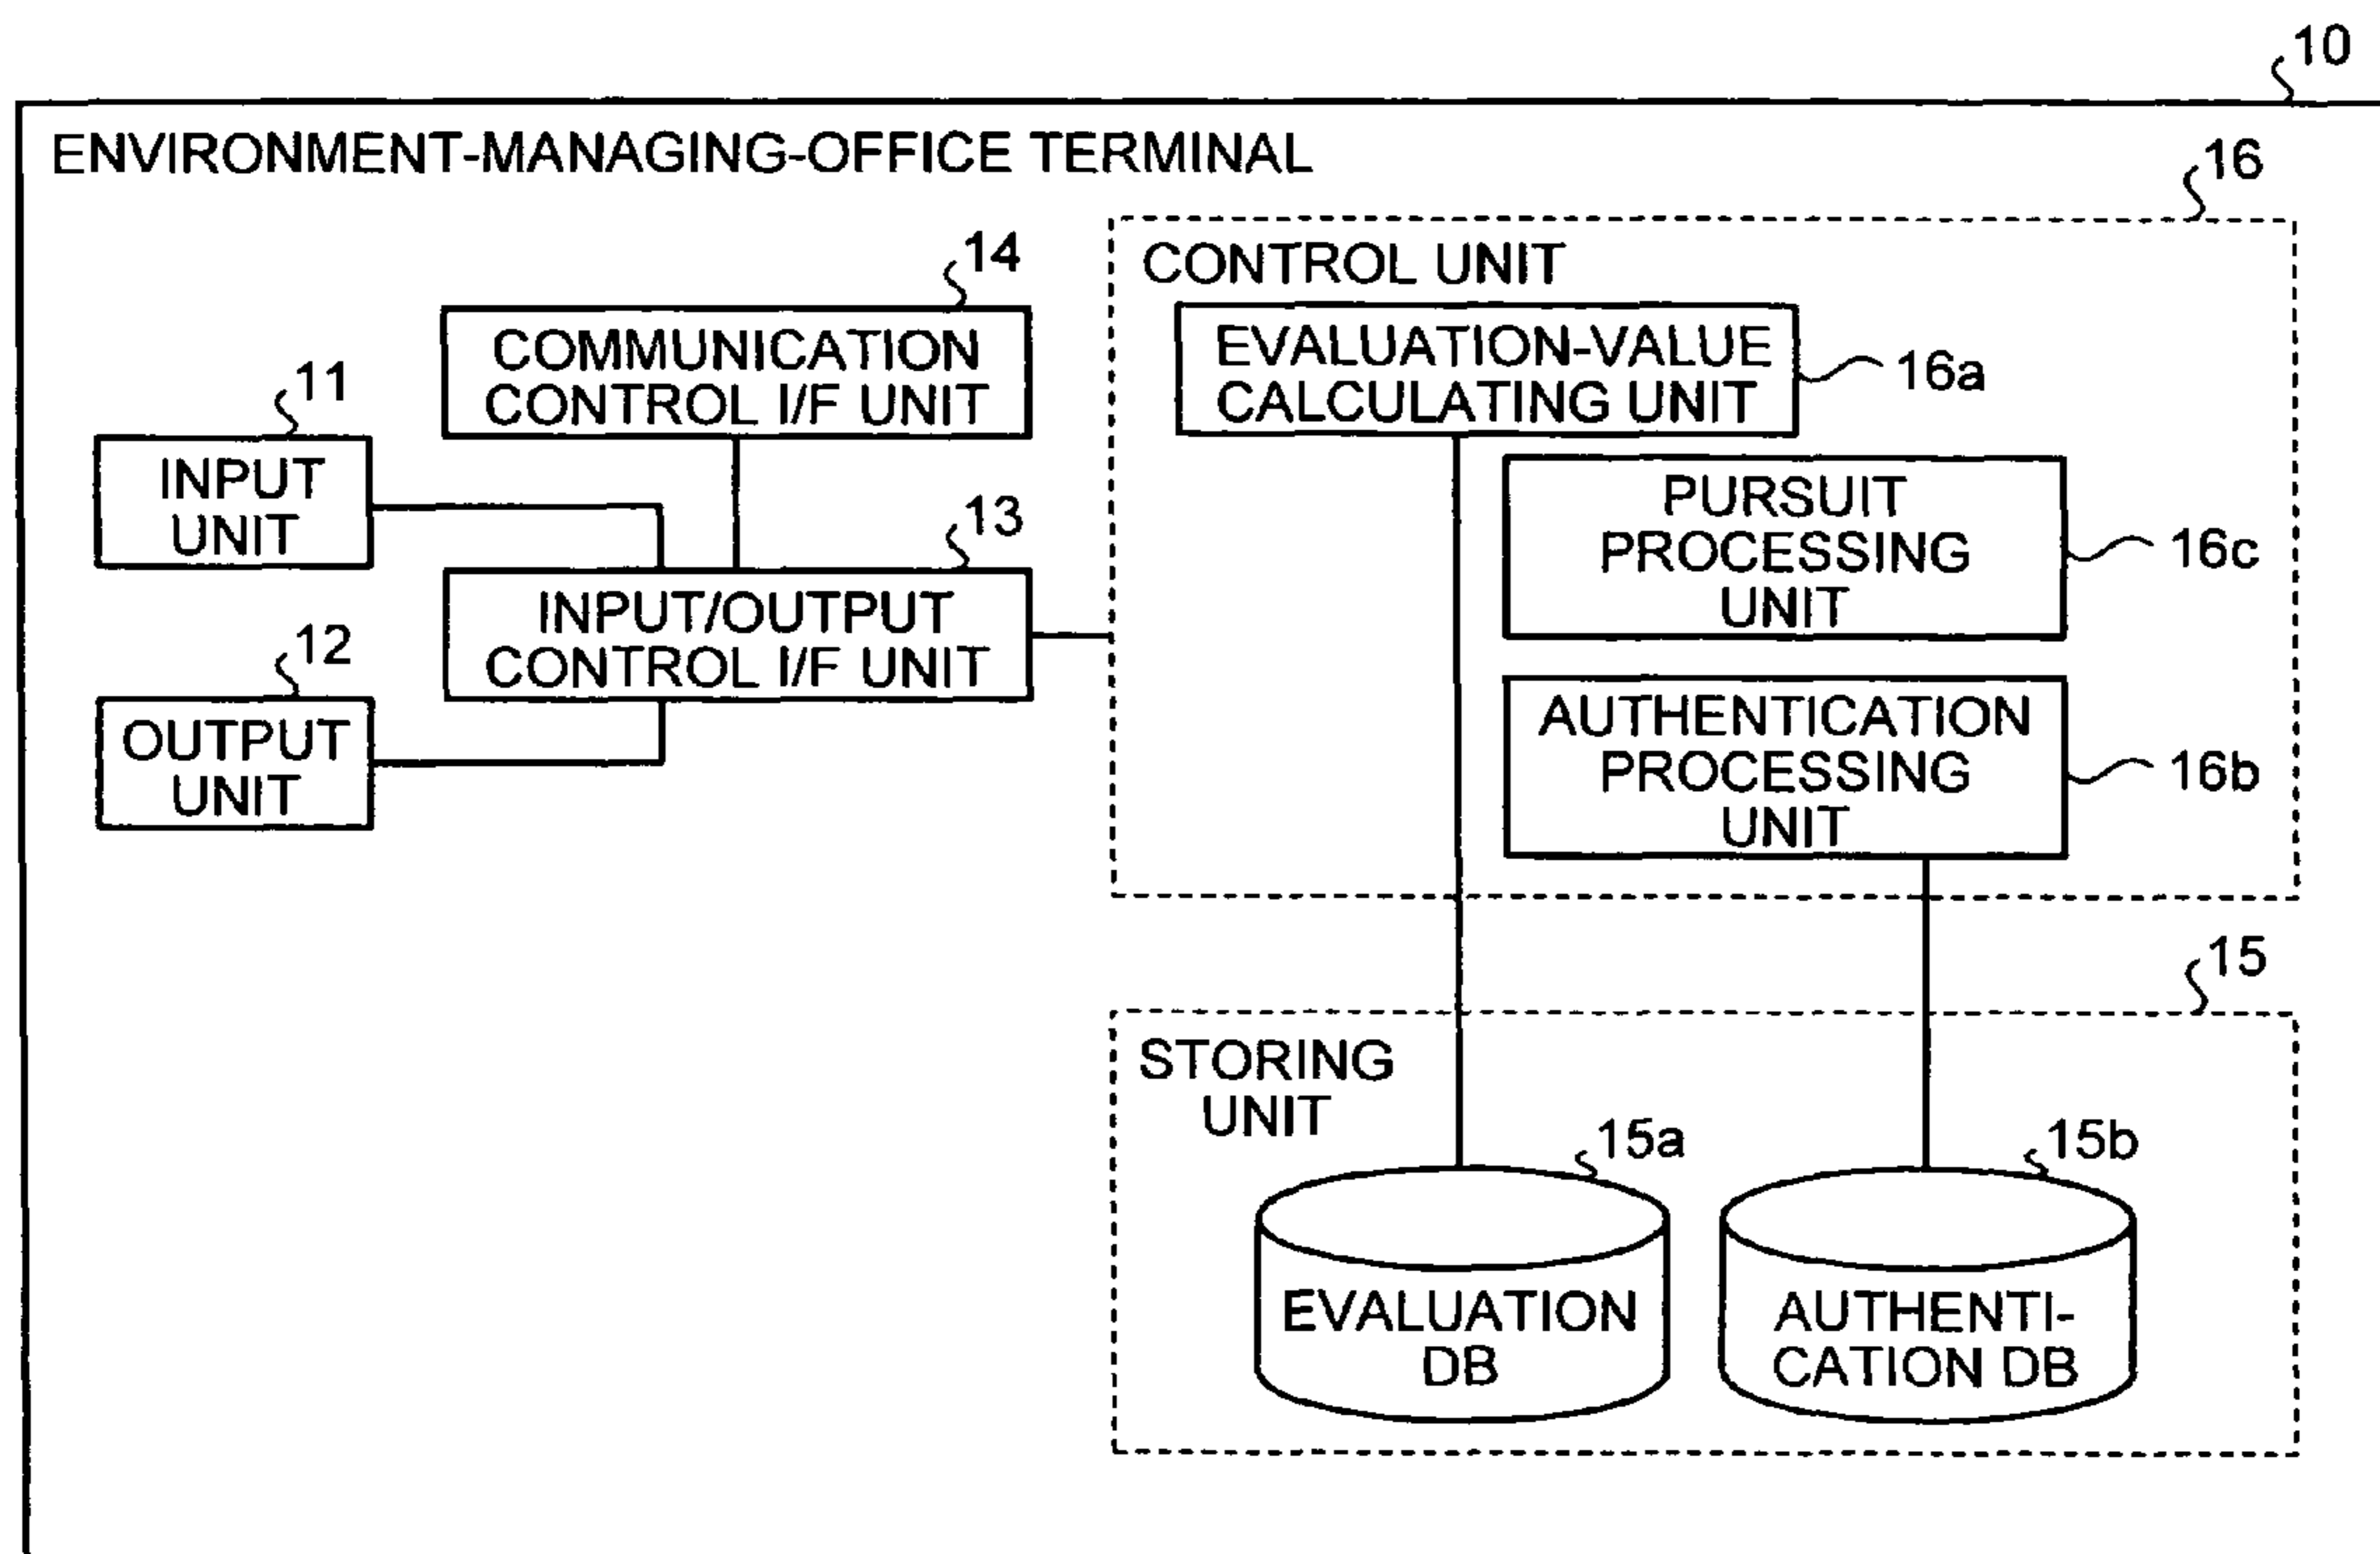 10
ENVIRONMENT-MANAGING-OFFICE TERMINAL
16
14
COMMUNICATION
CONTROL I/F UNIT
11
INPUT
UNIT
13
INPUT/OUTPUT
CONTROL I/F UNIT
12
OUTPUT
UNIT
CONTROL UNIT
EVALUATION-VALUE
CALCULATING UNIT
16a
PURSUIT
PROCESSING
UNIT
16c
AUTHENTICATION
PROCESSING
UNIT
16b
15
STORING
UNIT
15a
EVALUATION
DB
15b
AUTHENTI-
CATION DB